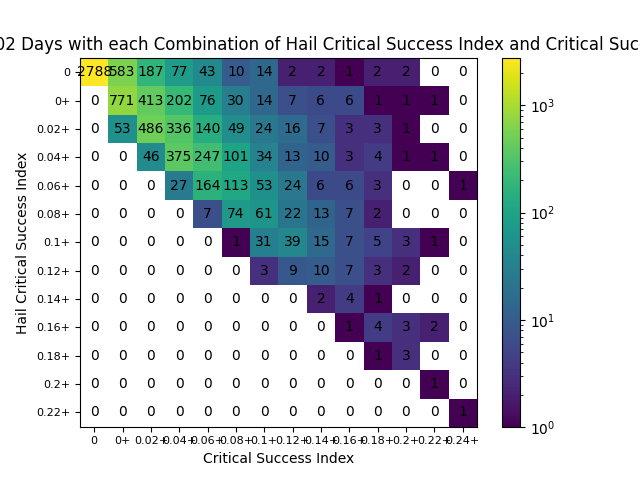 02 Days with each Combination of Hail Critical Success Index and Critical Suc
0 2788 583 187 77 43 10 14 2 2 1 2 2 0 0
0+ 0 771 413 202 76 30 14 7 6 6 1 1 1 0
0.02+ 0 53 486 336 140 49 24 16 7 3 3 1 0 0
0.04+ 0 0 46 375 247 101 34 13 10 3 4 1 1 0
0.06+ 0 0 0 27 164 113 53 24 6 6 3 0 0 1
0.08+ 0 0 0 0 7 74 61 22 13 7 2 0 0 0
0.1+ 0 0 0 0 0 1 31 39 15 7 5 3 1 0
0.12+ 0 0 0 0 0 0 3 9 10 7 3 2 0 0
0.14+ 0 0 0 0 0 0 0 0 2 4 1 0 0 0
0.16+ 0 0 0 0 0 0 0 0 0 1 4 3 2 0
0.18+ 0 0 0 0 0 0 0 0 0 0 1 3 0 0
0.2+ 0 0 0 0 0 0 0 0 0 0 0 0 1 0
0.22+ 0 0 0 0 0 0 0 0 0 0 0 0 0 1
0 0+ 0.02+ 0.04+ 0.06+ 0.08+ 0.1+ 0.12+ 0.14+ 0.16+ 0.18+ 0.2+ 0.22+ 0.24+
Critical Success Index
Hail Critical Success Index
10³
10²
10¹
10⁰